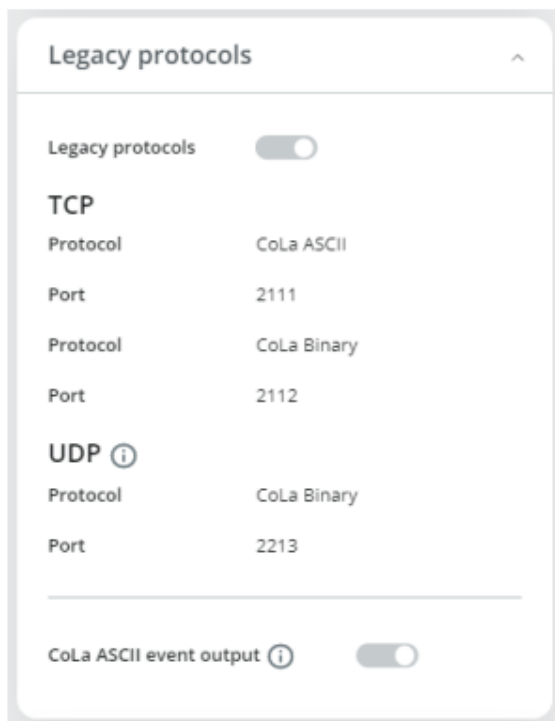 Legacy protocols
Legacy protocols
TCP
Protocol CoLa ASCII
Port 2111
Protocol CoLa Binary
Port 2112
UDP
Protocol CoLa Binary
Port 2213
CoLa ASCII event output